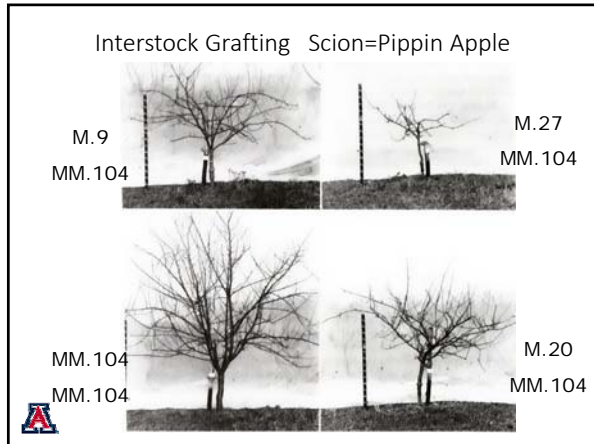 Interstock Grafting Scion=Pippin Apple
M.9
MM.104
M.27
MM.104
MM.104
MM.104
M.20
MM.104
A